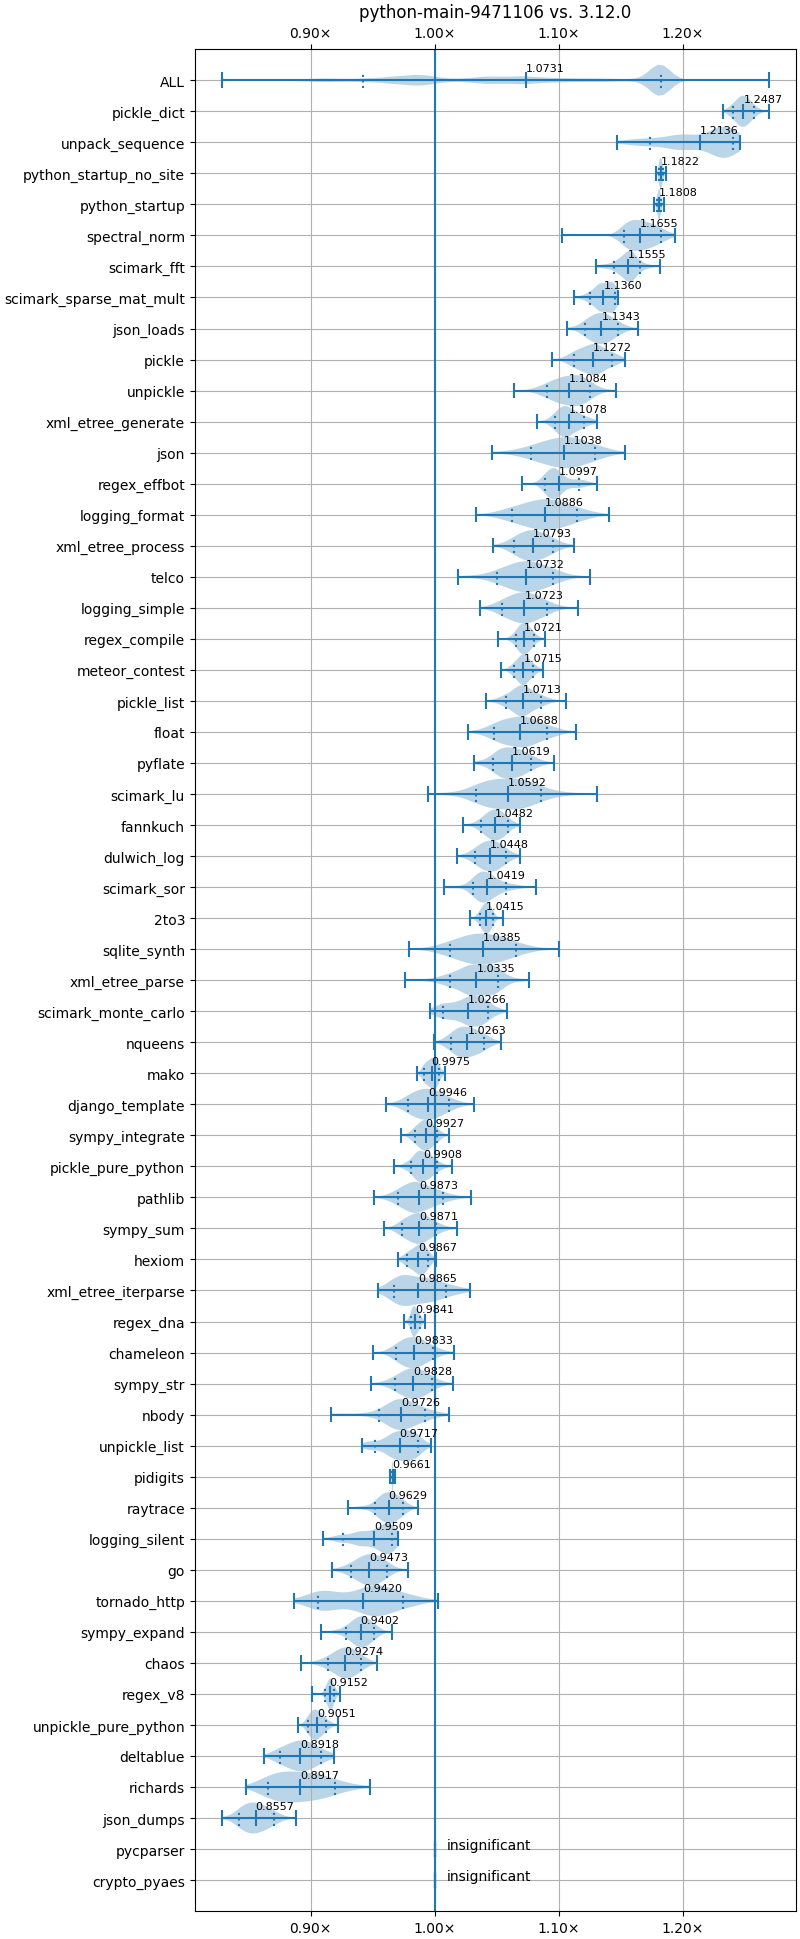 python-main-9471106 vs. 3.12.0
0.90× 1.00× 1.10× 1.20×
ALL 1.0731
pickle_dict 1.2487
unpack_sequence 1.2136
python_startup_no_site 1.1822
python_startup 1.1808
spectral_norm 1.1655
scimark_fft 1.1555
scimark_sparse_mat_mult 1.1360
json_loads 1.1343
pickle 1.1272
unpickle 1.1084
xml_etree_generate 1.1078
json 1.1038
regex_effbot 1.0997
logging_format 1.0886
xml_etree_process 1.0793
telco 1.0732
logging_simple 1.0723
regex_compile 1.0721
meteor_contest 1.0715
pickle_list 1.0713
float 1.0688
pyflate 1.0619
scimark_lu 1.0592
fannkuch 1.0482
dulwich_log 1.0448
scimark_sor 1.0419
2to3 1.0415
sqlite_synth 1.0385
xml_etree_parse 1.0335
scimark_monte_carlo 1.0266
nqueens 1.0263
mako 0.9975
django_template 0.9946
sympy_integrate 0.9927
pickle_pure_python 0.9908
pathlib 0.9873
sympy_sum 0.9871
hexiom 0.9867
xml_etree_iterparse 0.9865
regex_dna 0.9841
chameleon 0.9833
sympy_str 0.9828
nbody 0.9726
unpickle_list 0.9717
pidigits 0.9661
raytrace 0.9629
logging_silent 0.9509
go 0.9473
tornado_http 0.9420
sympy_expand 0.9402
chaos 0.9274
regex_v8 0.9152
unpickle_pure_python 0.9051
deltablue 0.8918
richards 0.8917
json_dumps 0.8557
pycparser insignificant
crypto_pyaes insignificant
0.90× 1.00× 1.10× 1.20×